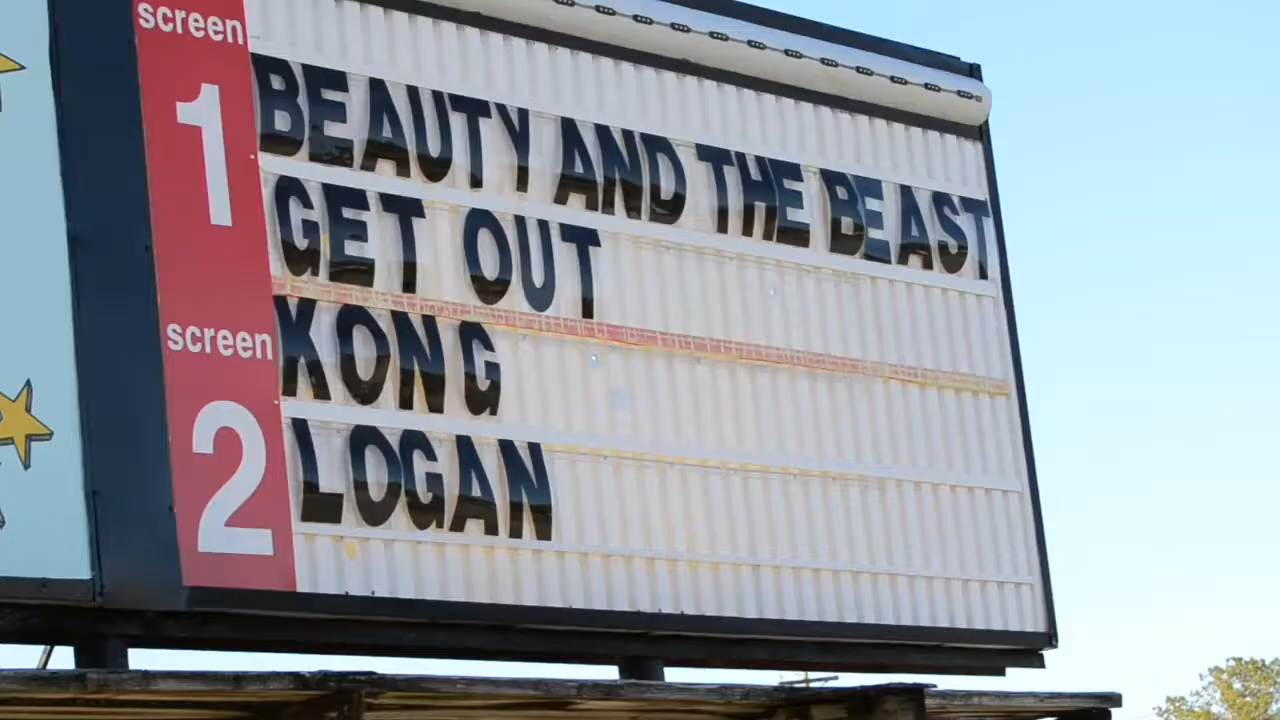 screen
1
BEAUTY AND THE BEAST
GET OUT
screen
2
KONG
LOGAN